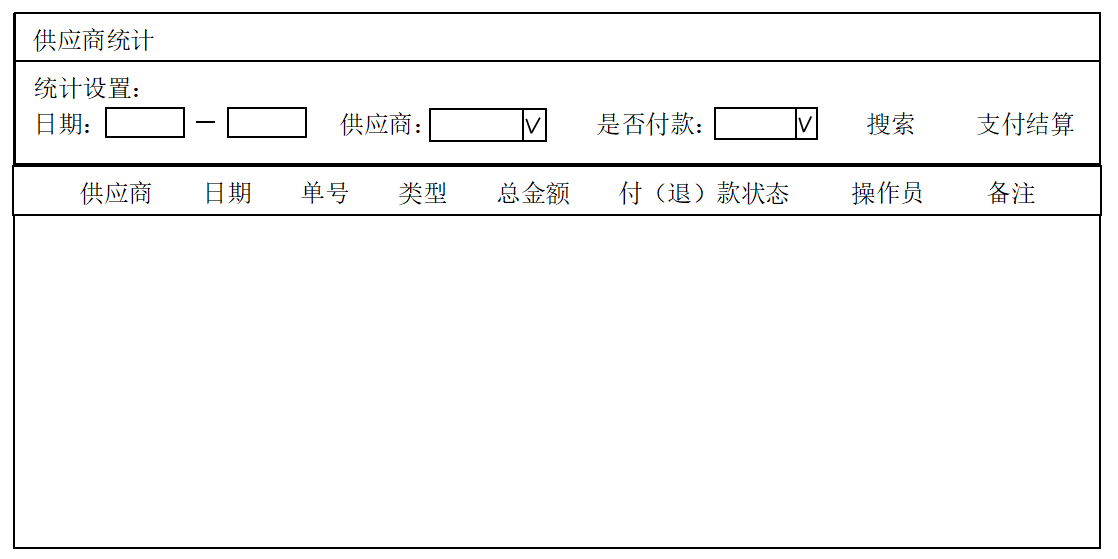 供应商统计
统计设置：
日期： — 供应商： V 是否付款： V 搜索 支付结算
供应商 日期 单号 类型 总金额 付（退）款状态 操作员 备注